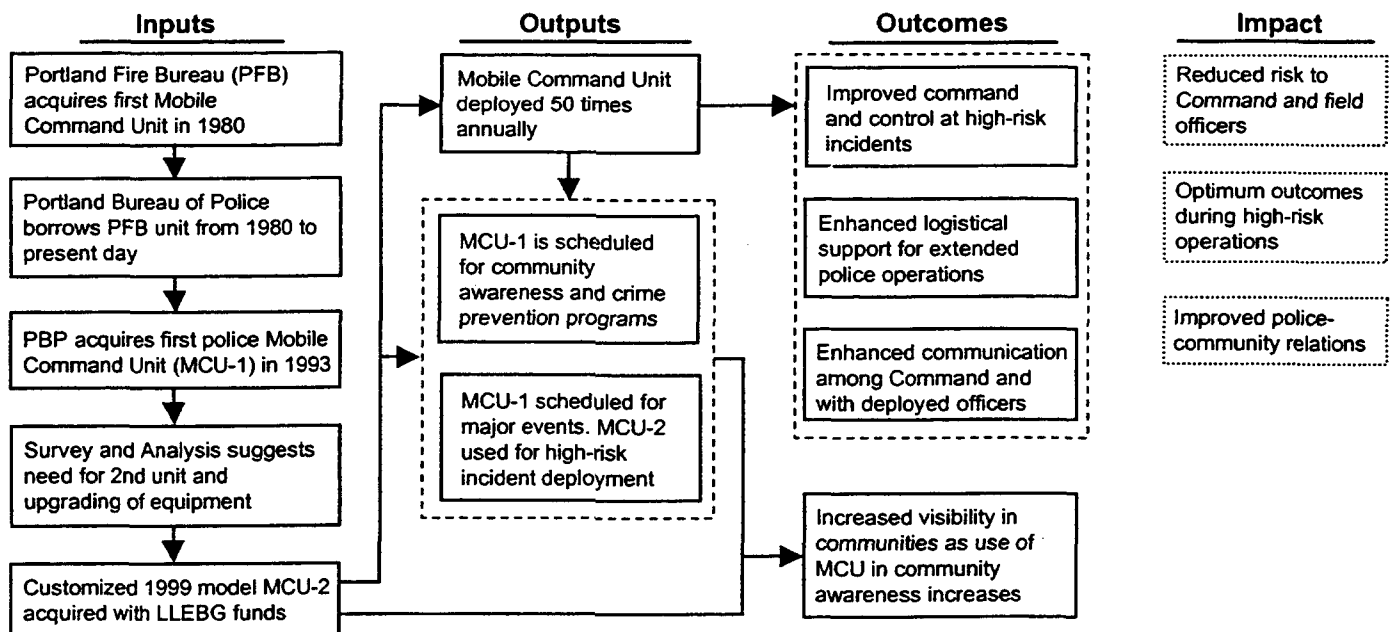 Inputs
Portland Fire Bureau (PFB)
acquires first Mobile
Command Unit in 1980
Portland Bureau of Police
borrows PFB unit from 1980 to
present day
PBP acquires first police Mobile
Command Unit (MCU-1) in 1993
Survey and Analysis suggests
need for 2nd unit and
upgrading of equipment
Customized 1999 model MCU-2
acquired with LLEBG funds
Outputs
Mobile Command Unit
deployed 50 times
annually
MCU-1 is scheduled
for community
awareness and crime
prevention programs
MCU-1 scheduled for
major events. MCU-2
used for high-risk
incident deployment
Outcomes
Improved command
and control at high-risk
incidents
Enhanced logistical
support for extended
police operations
Enhanced communication
among Command and
with deployed officers
Increased visibility in
communities as use of
MCU in community
awareness increases
Impact
Reduced risk to
Command and field
officers
Optimum outcomes
during high-risk
operations
Improved police-
community relations